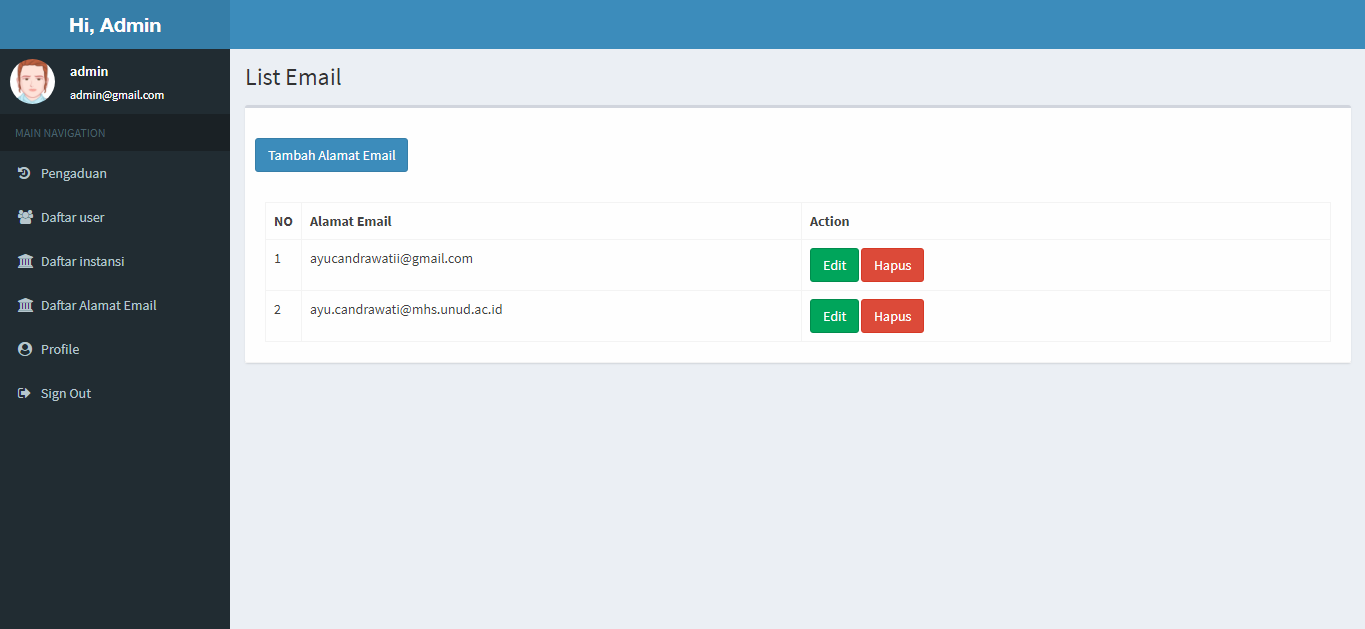 Hi, Admin
admin
admin@gmail.com
MAIN NAVIGATION
Pengaduan
Daftar user
Daftar instansi
Daftar Alamat Email
Profile
Sign Out
List Email
Tambah Alamat Email
NO Alamat Email Action
1 ayucandrawatii@gmail.com Edit Hapus
2 ayu.candrawati@mhs.unud.ac.id Edit Hapus